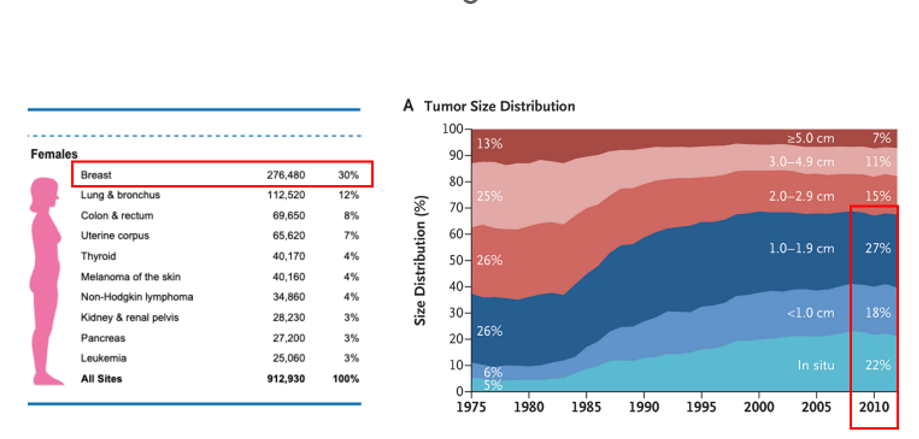 Females
Breast 276,480 30%
Lung & bronchus 112,520 12%
Colon & rectum 69,650 8%
Uterine corpus 65,620 7%
Thyroid 40,170 4%
Melanoma of the skin 40,160 4%
Non-Hodgkin lymphoma 34,860 4%
Kidney & renal pelvis 28,230 3%
Pancreas 27,200 3%
Leukemia 25,060 3%
All Sites 912,930 100%
A Tumor Size Distribution
Size Distribution (%)
100
90
80
70
60
50
40
30
20
10
0
13% ≥5.0 cm 7%
25% 3.0–4.9 cm 11%
26% 2.0–2.9 cm 15%
26% 1.0–1.9 cm 27%
6% <1.0 cm 18%
5% In situ 22%
1975 1980 1985 1990 1995 2000 2005 2010